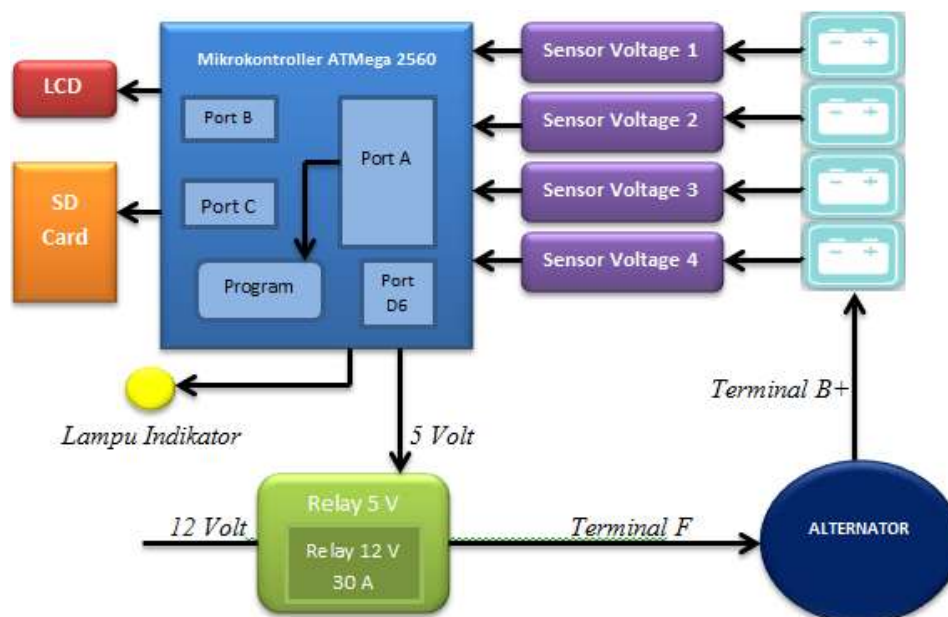 Mikrokontroller ATMega 2560
LCD
SD
Card
Port B
Port C
Port A
Program
Port
D6
Sensor Voltage 1
Sensor Voltage 2
Sensor Voltage 3
Sensor Voltage 4
Terminal B+
Lampu Indikator
5 Volt
12 Volt
Relay 5 V
Relay 12 V
30 A
Terminal F
ALTERNATOR